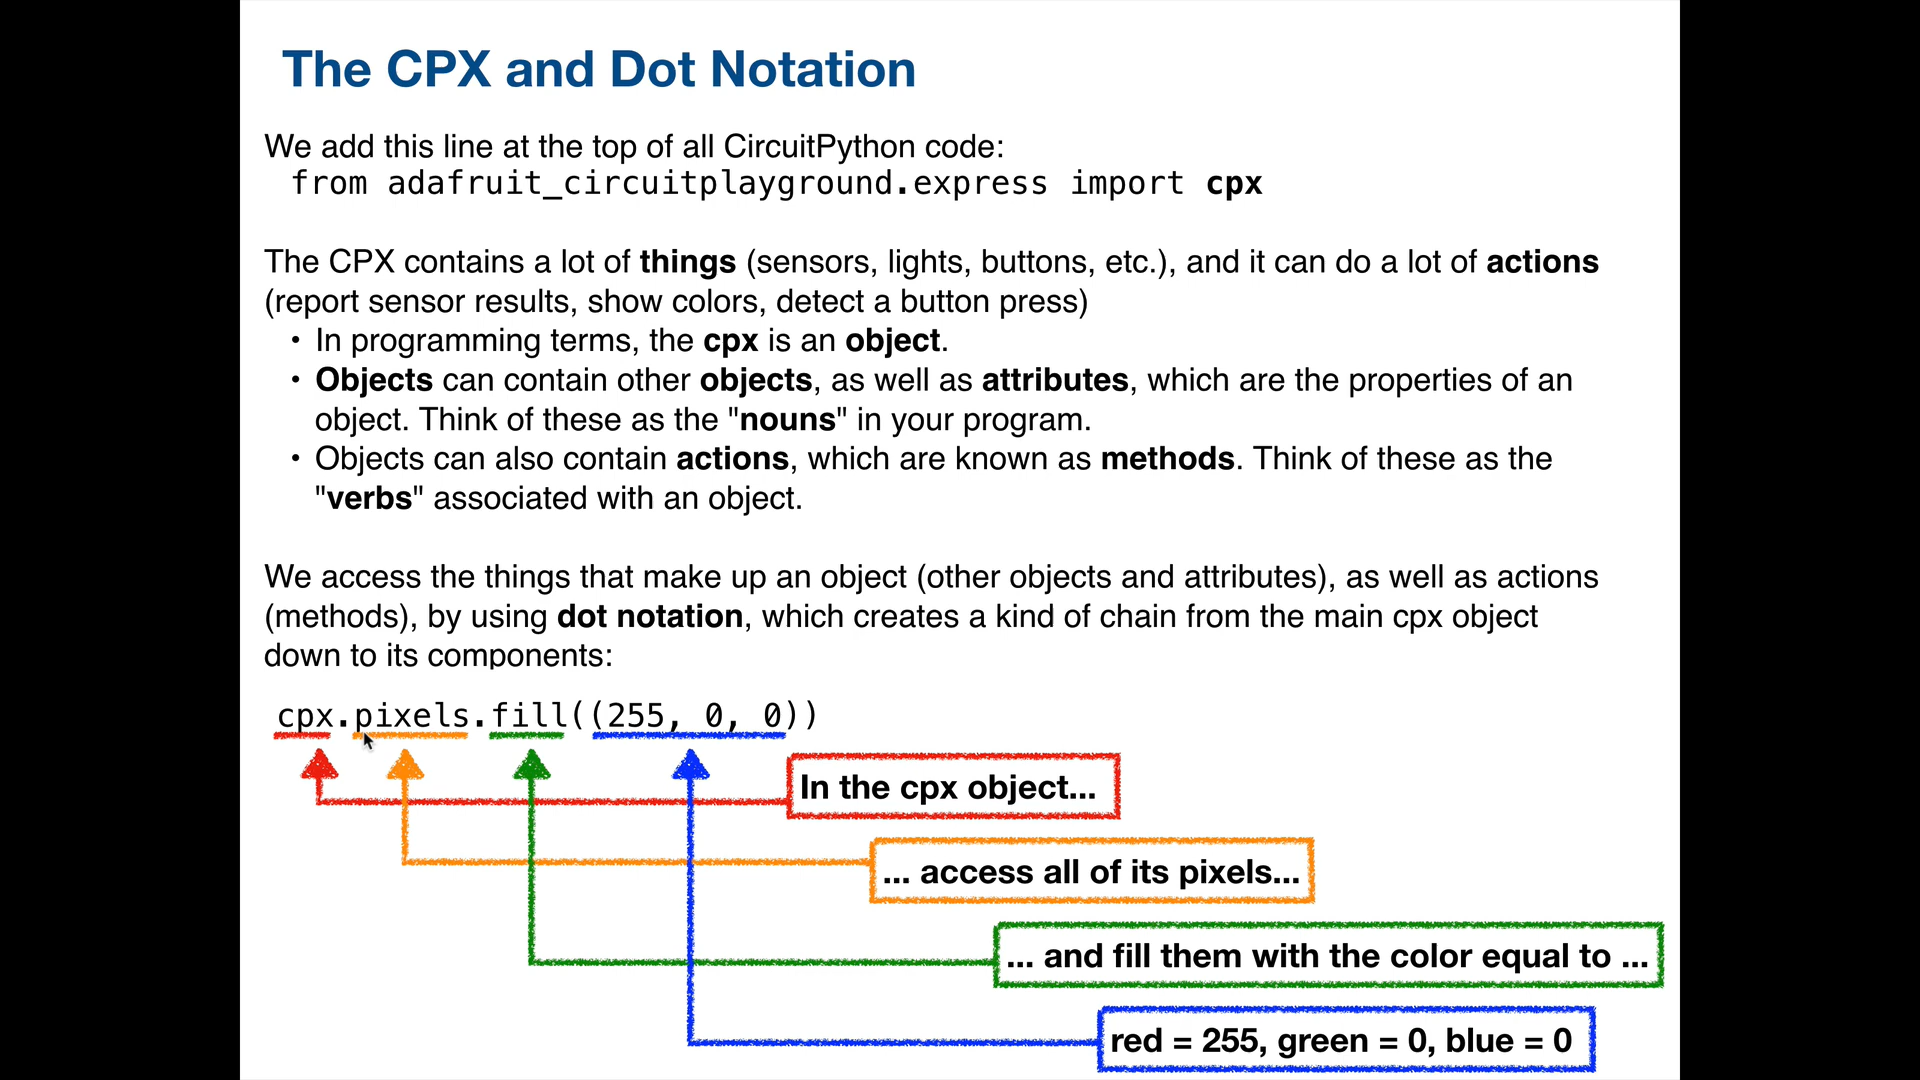 The CPX and Dot Notation
We add this line at the top of all CircuitPython code:
from adafruit_circuitplayground.express import cpx
The CPX contains a lot of things (sensors, lights, buttons, etc.), and it can do a lot of actions
(report sensor results, show colors, detect a button press)
• In programming terms, the cpx is an object.
• Objects can contain other objects, as well as attributes, which are the properties of an
object. Think of these as the "nouns" in your program.
• Objects can also contain actions, which are known as methods. Think of these as the
"verbs" associated with an object.
We access the things that make up an object (other objects and attributes), as well as actions
(methods), by using dot notation, which creates a kind of chain from the main cpx object
down to its components:
cpx.pixels.fill((255, 0, 0))
In the cpx object...
... access all of its pixels...
... and fill them with the color equal to ...
red = 255, green = 0, blue = 0